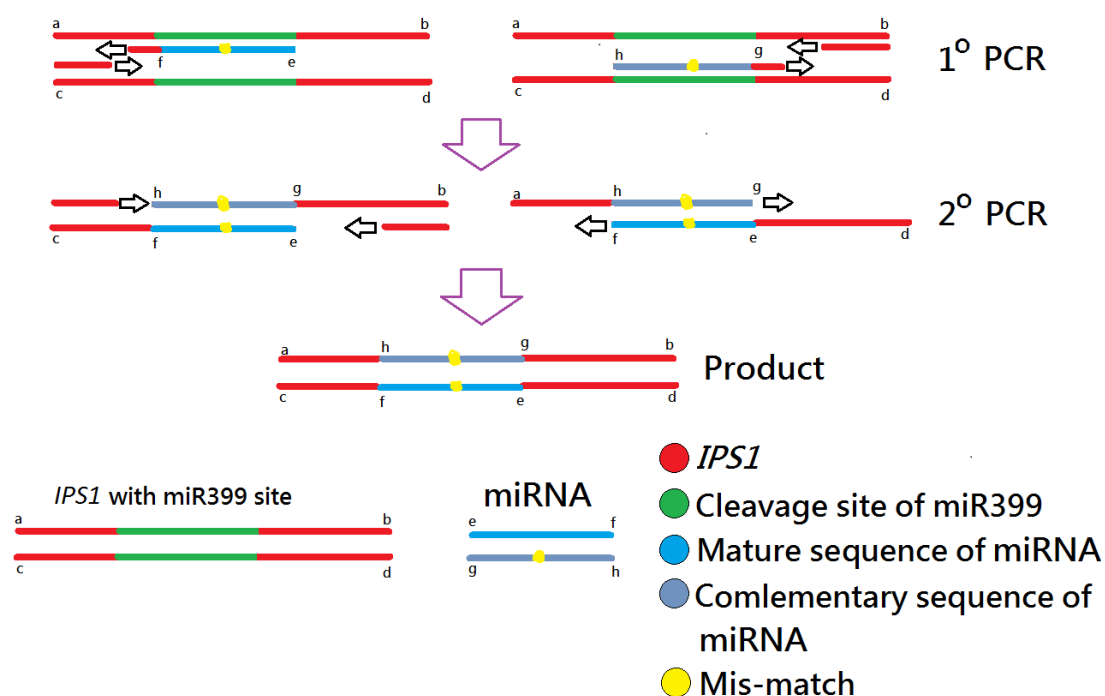 a b a b
f e h g
c d c d
1° PCR
h g b a h g
c f e f e d
2° PCR
a h g b
c f e d
Product
IPS1 with miR399 site
a b
c d
miRNA
e f
g h
IPS1
Cleavage site of miR399
Mature sequence of miRNA
Comlementary sequence of
miRNA
Mis-match